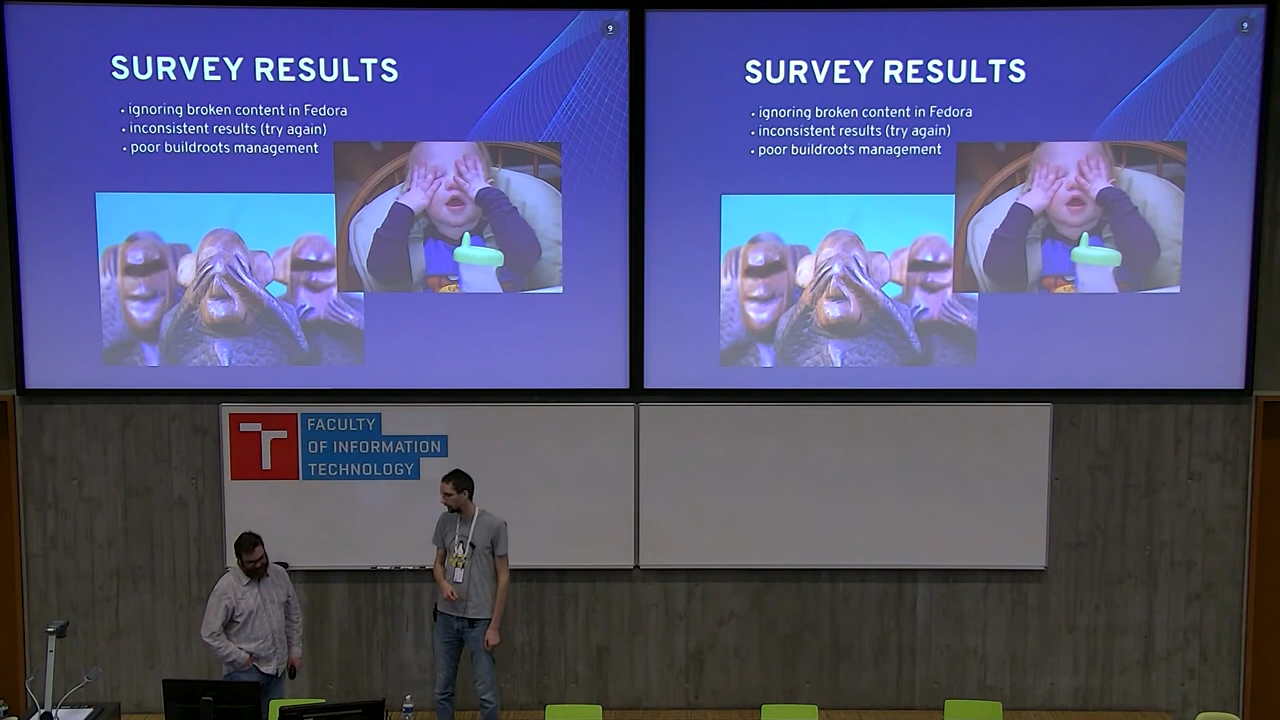 9
SURVEY RESULTS
• ignoring broken content in Fedora
• inconsistent results (try again)
• poor buildroots management
9
SURVEY RESULTS
• ignoring broken content in Fedora
• inconsistent results (try again)
• poor buildroots management
FACULTY
OF INFORMATION
TECHNOLOGY